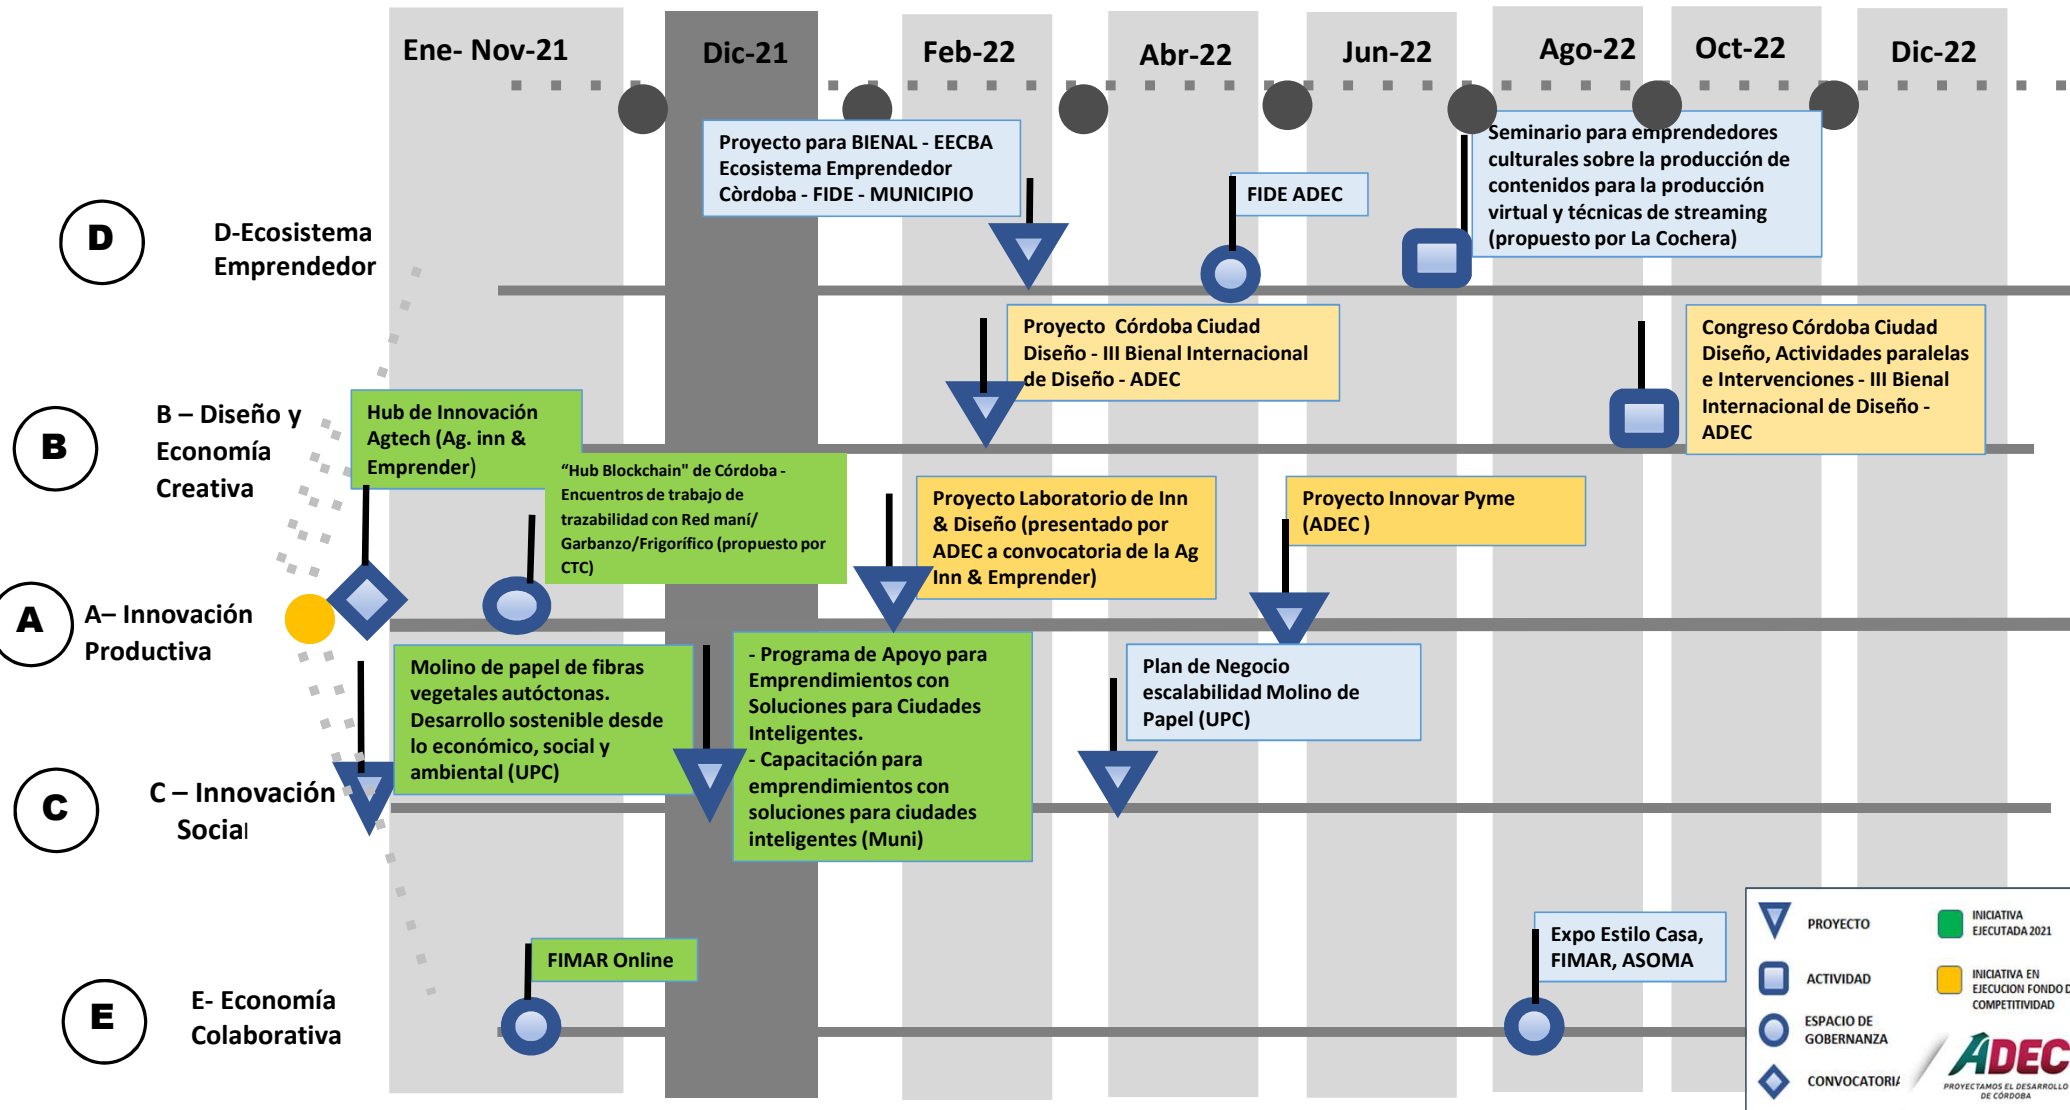 Ene- Nov-21
Dic-21
Feb-22
Abr-22
Jun-22
Ago-22
Oct-22
Dic-22
D
D-Ecosistema
Emprendedor
Proyecto para BIENAL - EECBA
Ecosistema Emprendedor
Còrdoba - FIDE - MUNICIPIO
FIDE ADEC
Seminario para emprendedores
culturales sobre la producción de
contenidos para la producción
virtual y técnicas de streaming
(propuesto por La Cochera)
B
B – Diseño y
Economía
Creativa
Hub de Innovación
Agtech (Ag. inn &
Emprender)
Proyecto Córdoba Ciudad
Diseño - III Bienal Internacional
de Diseño - ADEC
Congreso Córdoba Ciudad
Diseño, Actividades paralelas
e Intervenciones - III Bienal
Internacional de Diseño -
ADEC
“Hub Blockchain" de Córdoba -
Encuentros de trabajo de
trazabilidad con Red maní/
Garbanzo/Frigorífico (propuesto por
CTC)
Proyecto Laboratorio de Inn
& Diseño (presentado por
ADEC a convocatoria de la Ag
Inn & Emprender)
Proyecto Innovar Pyme
(ADEC )
A
A– Innovación
Productiva
Molino de papel de fibras
vegetales autóctonas.
Desarrollo sostenible desde
lo económico, social y
ambiental (UPC)
- Programa de Apoyo para
Emprendimientos con
Soluciones para Ciudades
Inteligentes.
- Capacitación para
emprendimientos con
soluciones para ciudades
inteligentes (Muni)
Plan de Negocio
escalabilidad Molino de
Papel (UPC)
C
C – Innovación
Social
E
E- Economía
Colaborativa
FIMAR Online
Expo Estilo Casa,
FIMAR, ASOMA
PROYECTO
ACTIVIDAD
ESPACIO DE
GOBERNANZA
CONVOCATORIA
INICIATIVA
EJECUTADA 2021
INICIATIVA EN
EJECUCION FONDO D
COMPETITIVIDAD
ADEC
PROYECTAMOS EL DESARROLLO
DE CÓRDOBA